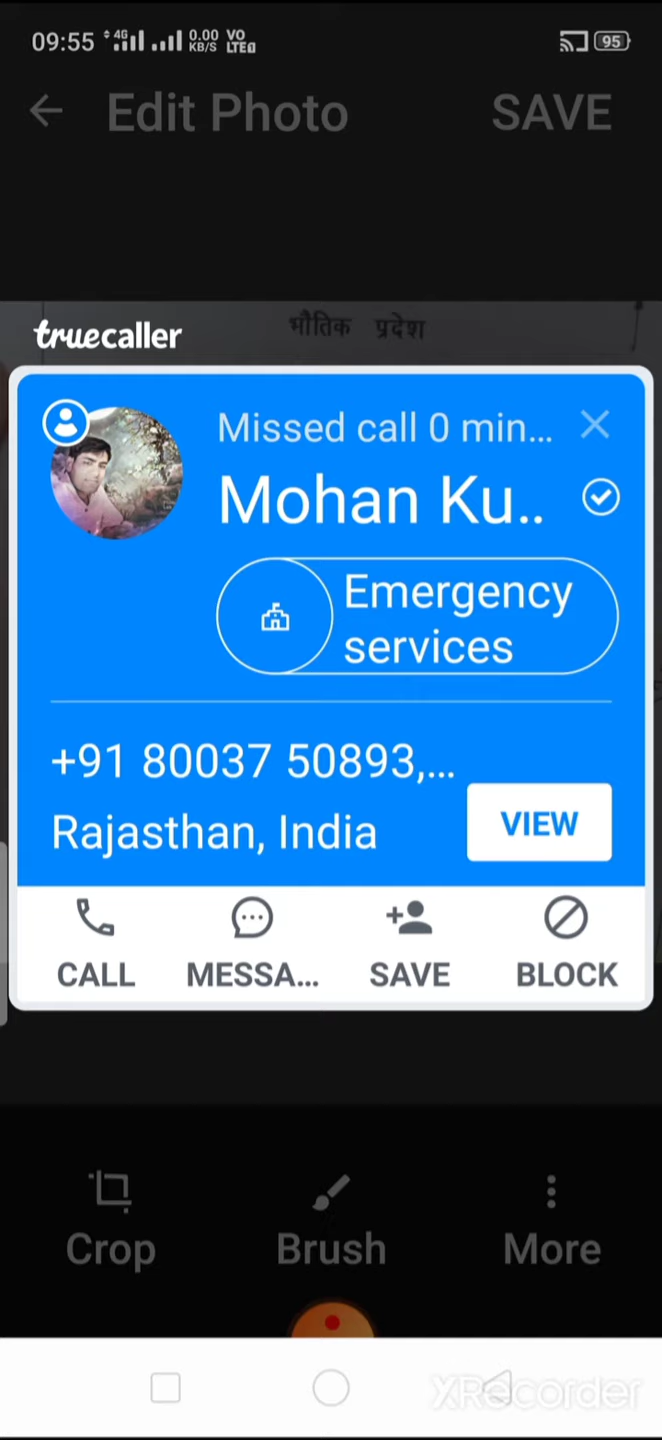 09:55 4G 0.00 KB/S VO LTE 95
Edit Photo SAVE
भौतिक प्रदेश
truecaller
Missed call 0 min...
Mohan Ku..
Emergency
services
+91 80037 50893,...
Rajasthan, India
VIEW
CALL MESSA... SAVE BLOCK
Crop Brush More
XRecorder